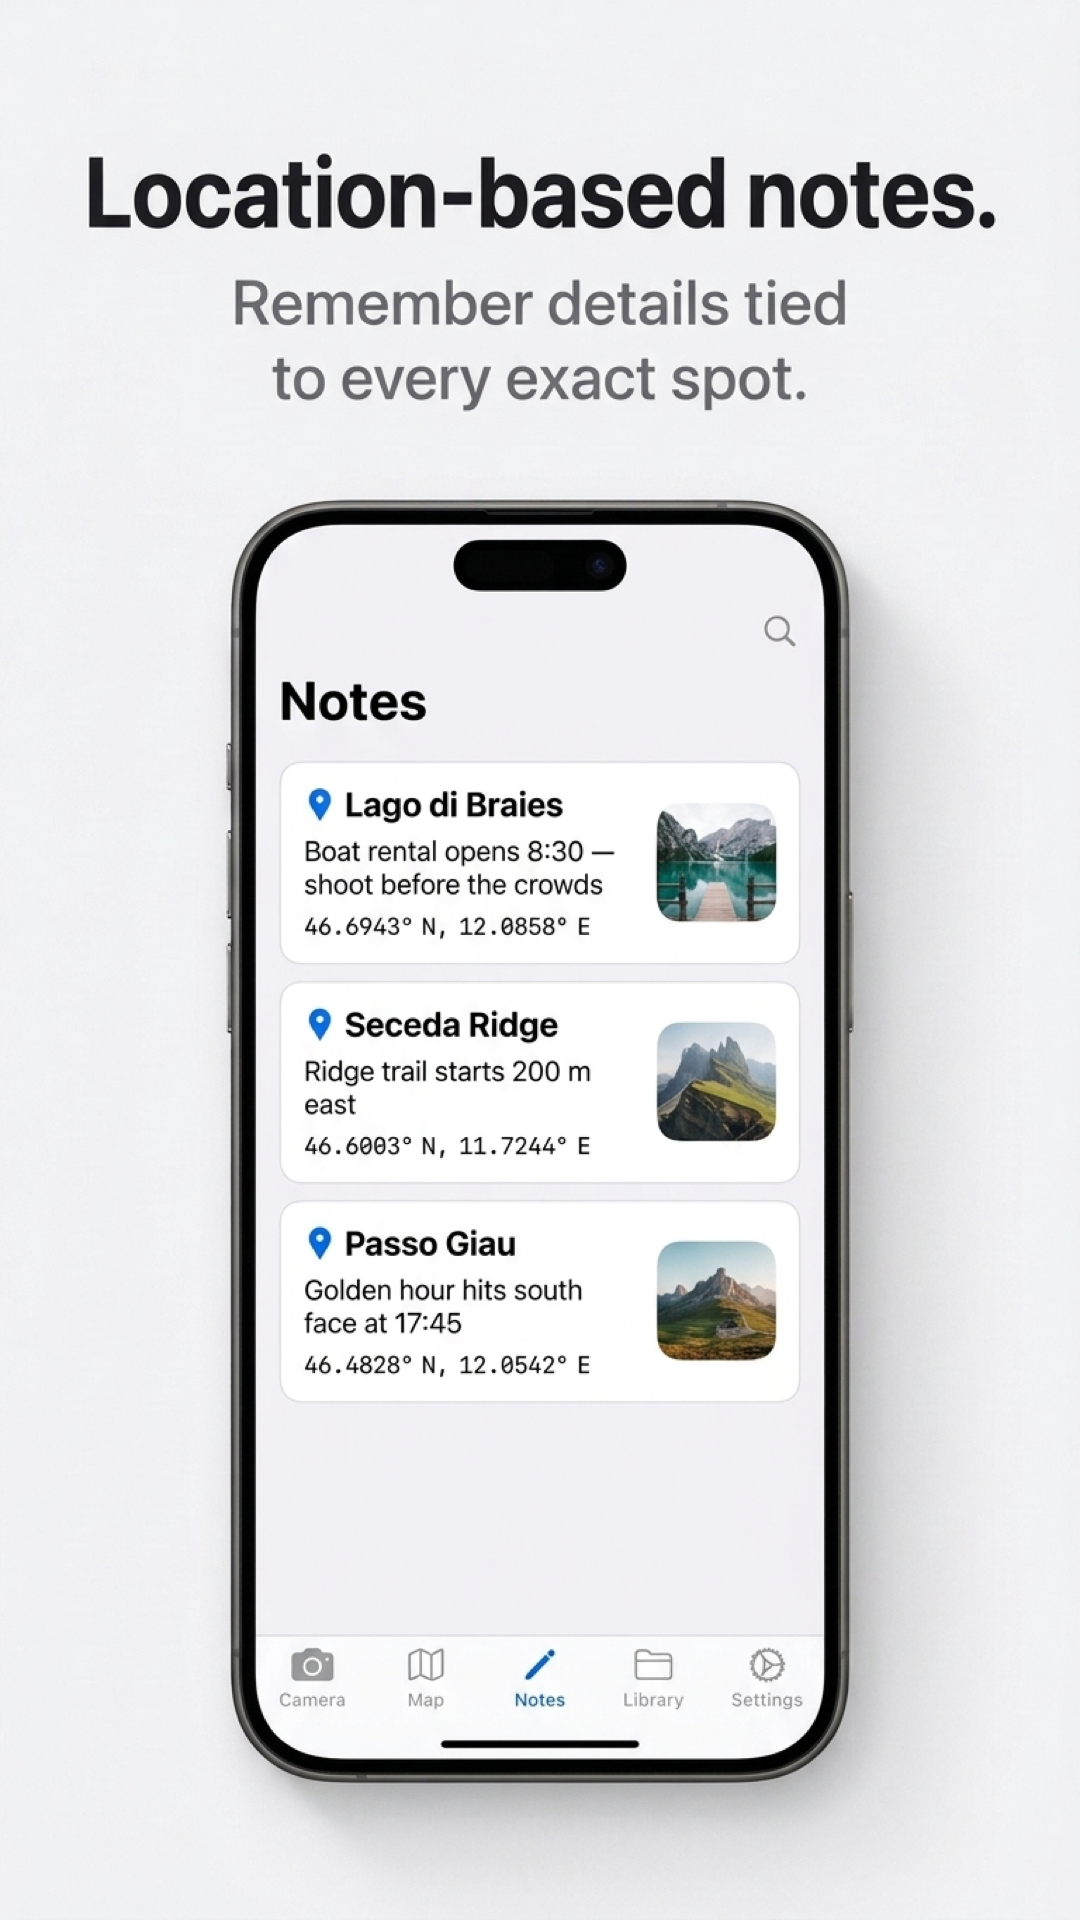 Location-based notes.
Remember details tied
to every exact spot.
Notes
Lago di Braies
Boat rental opens 8:30 —
shoot before the crowds
46.6943° N, 12.0858° E
Seceda Ridge
Ridge trail starts 200 m
east
46.6003° N, 11.7244° E
Passo Giau
Golden hour hits south
face at 17:45
46.4828° N, 12.0542° E
Camera Map Notes Library Settings